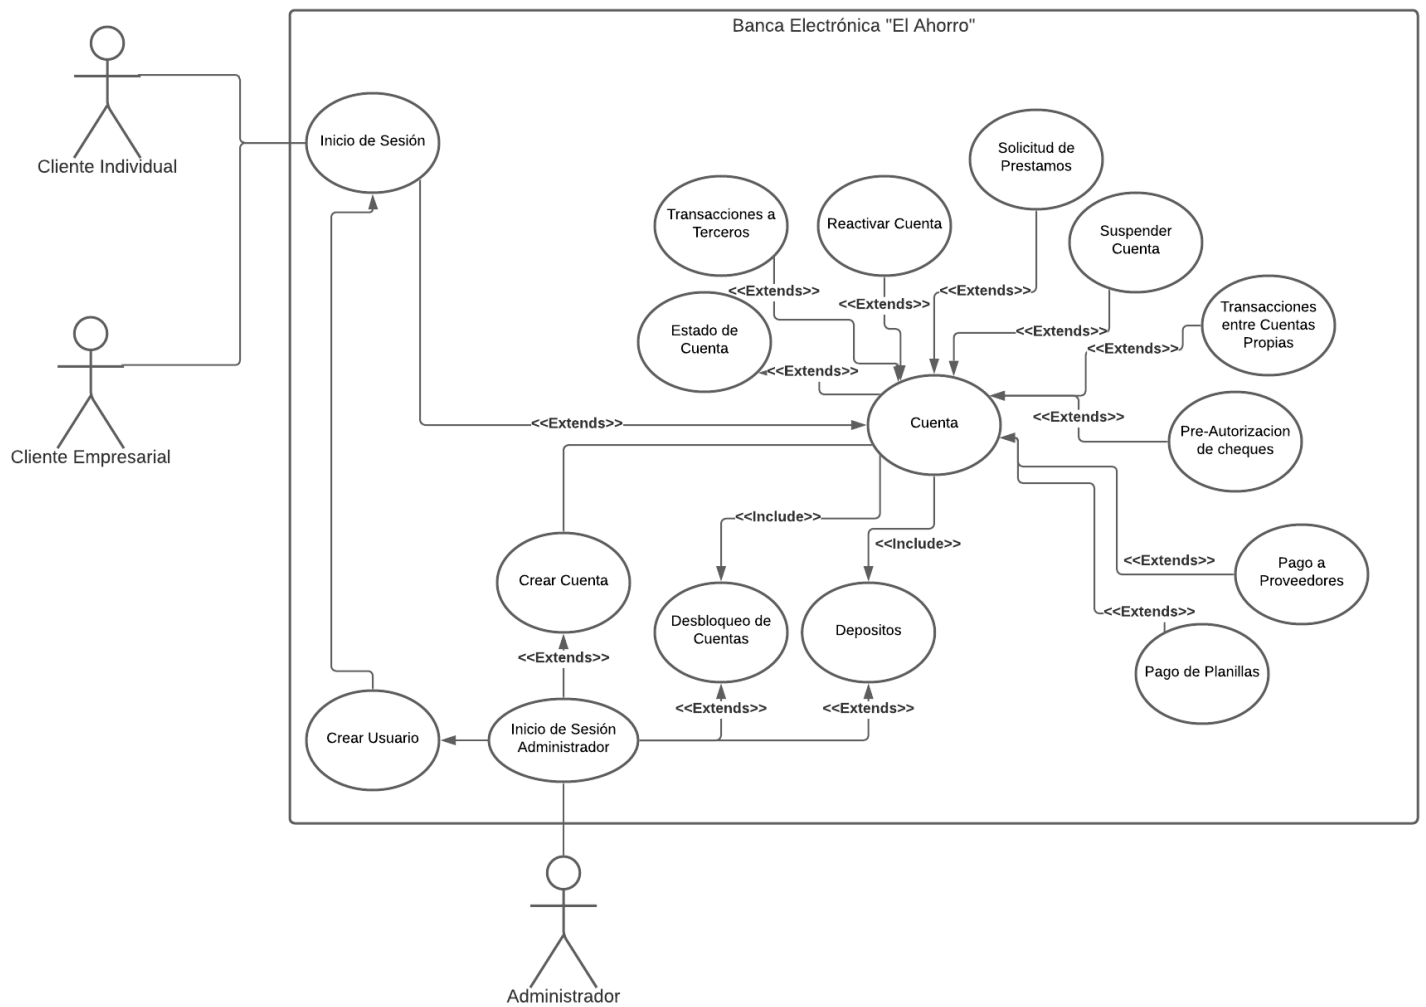 Banca Electrónica "El Ahorro"
Cliente Individual
Inicio de Sesión
Solicitud de
Prestamos
Transacciones a
Terceros
Reactivar Cuenta
Suspender
Cuenta
<<Extends>>
<<Extends>>
<<Extends>>
Transacciones
entre Cuentas
Propias
Estado de
Cuenta
<<Extends>>
<<Extends>>
<<Extends>>
Cliente Empresarial
<<Extends>>
Cuenta
<<Extends>>
Pre-Autorizacion
de cheques
<<Include>>
<<Include>>
Crear Cuenta
Desbloqueo de
Cuentas
Depositos
<<Extends>>
Pago a
Proveedores
<<Extends>>
<<Extends>>
Pago de Planillas
<<Extends>>
<<Extends>>
Crear Usuario
Inicio de Sesión
Administrador
Administrador